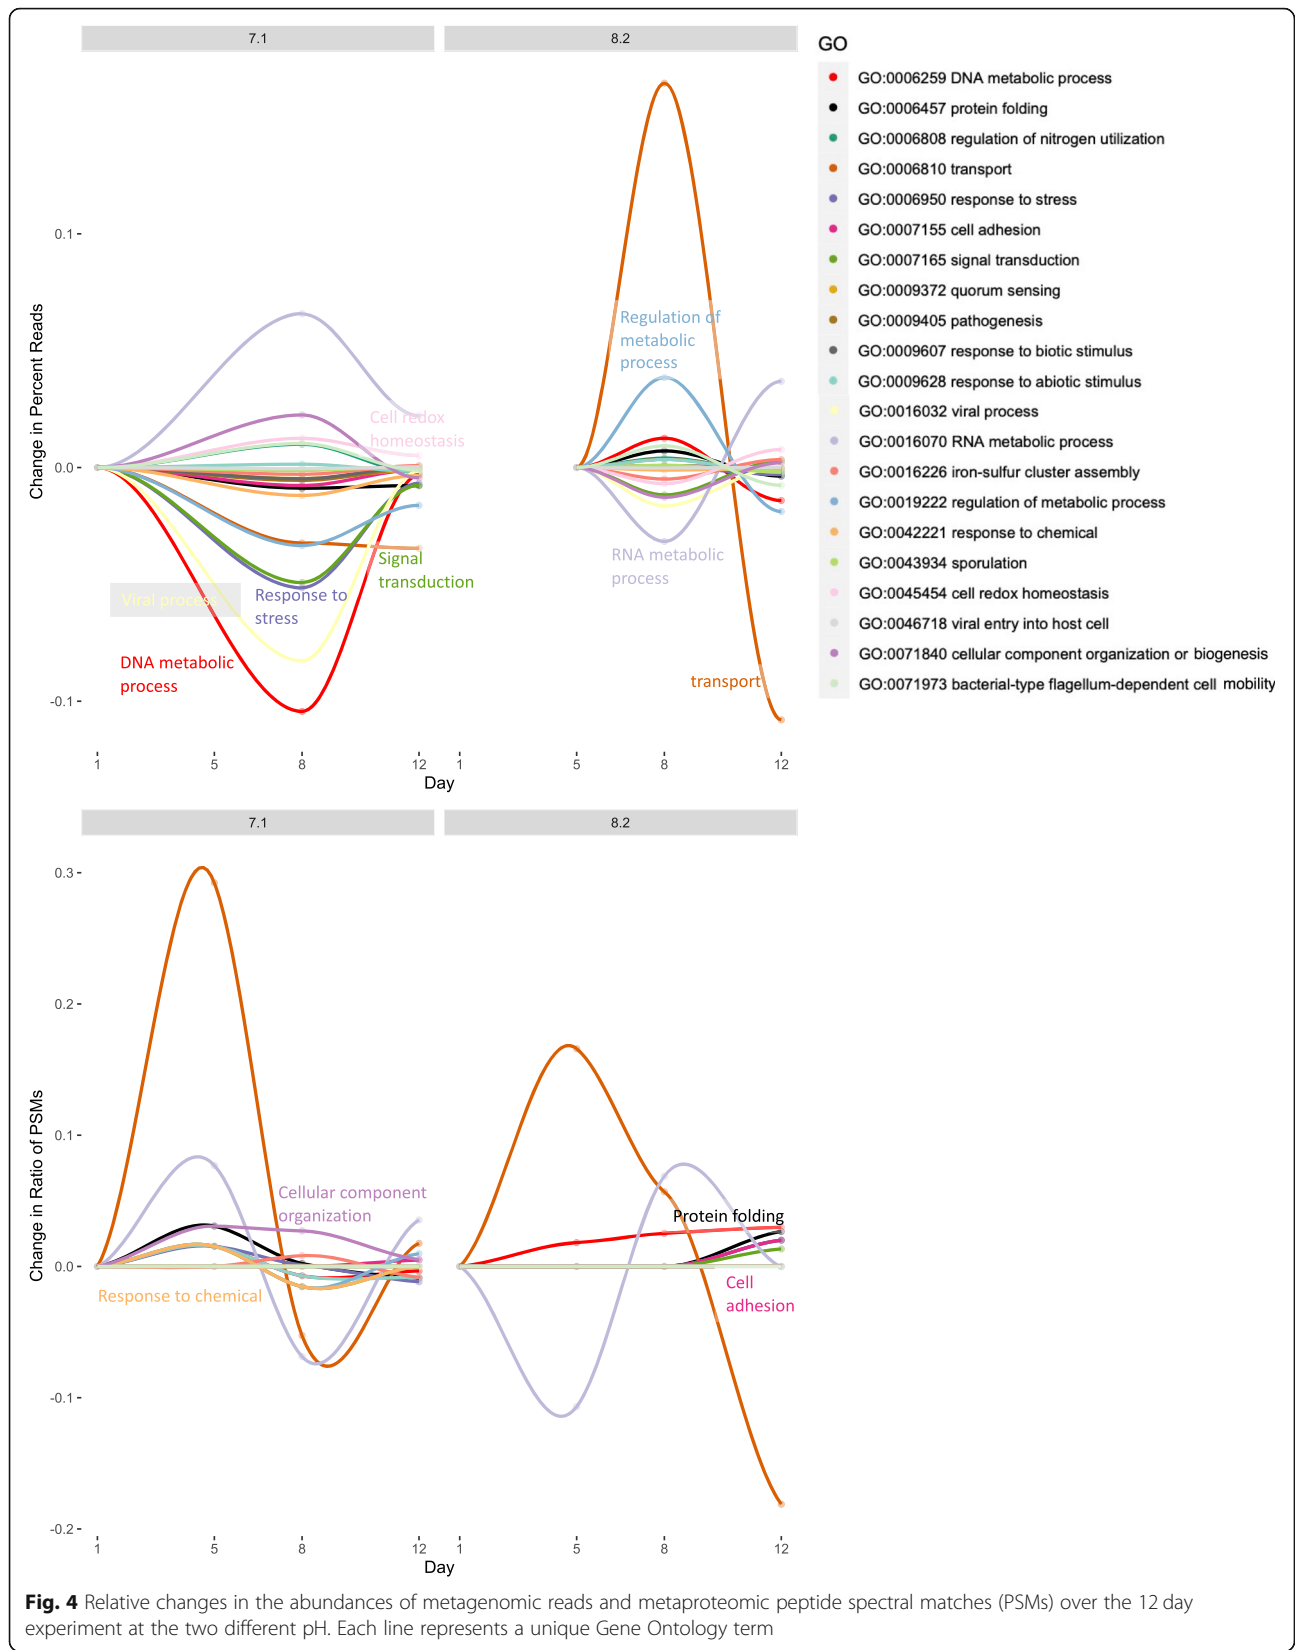 7.1
8.2
GO
GO:0006259 DNA metabolic process
GO:0006457 protein folding
GO:0006808 regulation of nitrogen utilization
GO:0006810 transport
GO:0006950 response to stress
GO:0007155 cell adhesion
GO:0007165 signal transduction
GO:0009372 quorum sensing
GO:0009405 pathogenesis
GO:0009607 response to biotic stimulus
GO:0009628 response to abiotic stimulus
GO:0016032 viral process
GO:0016070 RNA metabolic process
GO:0016226 iron-sulfur cluster assembly
GO:0019222 regulation of metabolic process
GO:0042221 response to chemical
GO:0043934 sporulation
GO:0045454 cell redox homeostasis
GO:0046718 viral entry into host cell
GO:0071840 cellular component organization or biogenesis
GO:0071973 bacterial-type flagellum-dependent cell mobility
Change in Percent Reads
0.1
0.0
-0.1
Cell redox
homeostasis
Signal
transduction
Viral process
Response to
stress
DNA metabolic
process
Regulation of
metabolic
process
RNA metabolic
process
transport
1
5
8
12
1
5
8
12
Day
7.1
8.2
Change in Ratio of PSMs
0.3
0.2
0.1
0.0
-0.1
-0.2
Cellular component
organization
Response to chemical
Protein folding
Cell
adhesion
1
5
8
12
1
5
8
12
Day
Fig. 4 Relative changes in the abundances of metagenomic reads and metaproteomic peptide spectral matches (PSMs) over the 12 day
experiment at the two different pH. Each line represents a unique Gene Ontology term